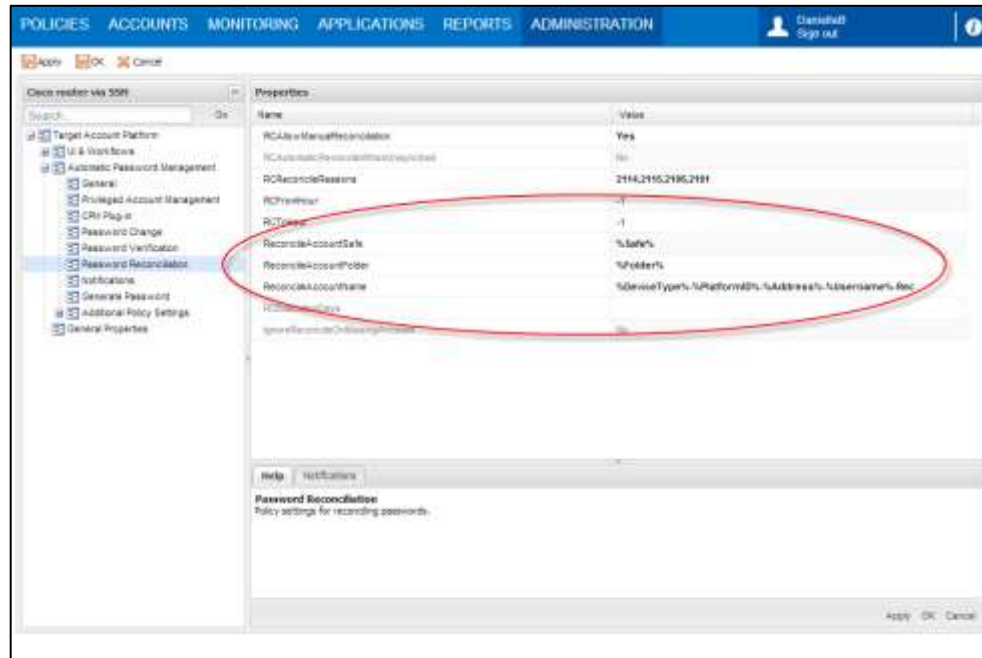 POLICIES ACCOUNTS MONITORING APPLICATIONS REPORTS ADMINISTRATION DanielleB
Sign out
Apply OK Cancel
Cisco router via SSH Properties
Search... Go Name Value
Target Account Platform RCAllowManualReconciliation Yes
UI & Workflows RCAutomaticReconcileWhenUnsynched No
Automatic Password Management RCReconcileReasons 2114,2115,2106,2101
General RCFromHour -1
Privileged Account Management RCToHour -1
CPM Plug-in ReconcileAccountSafe %Safe%
Password Change ReconcileAccountFolder %Folder%
Password Verification ReconcileAccountName %DeviceType%-%PlatformID%-%Address%-%Username%-Rec
Password Reconciliation
Notifications No
Generate Password
Additional Policy Settings
General Properties
Help Notifications
Password Reconciliation
Policy settings for reconciling passwords.
Apply OK Cancel